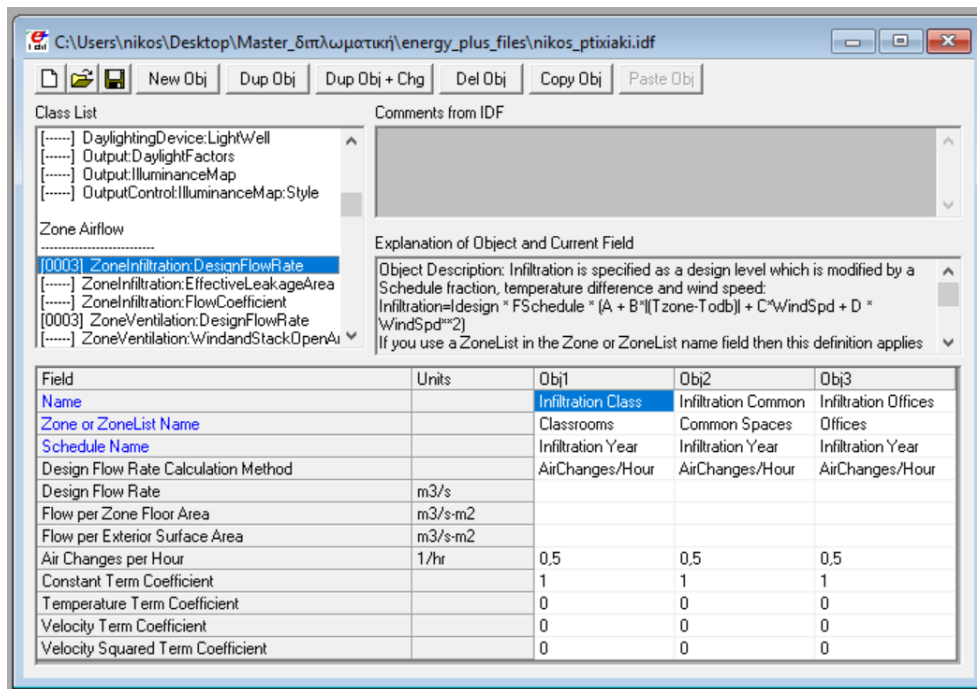 C:\Users\nikos\Desktop\Master_διπλωματική\energy_plus_files\nikos_ptixiaki.idf
New Obj Dup Obj Dup Obj + Chg Del Obj Copy Obj Paste Obj
Class List
Comments from IDF
[------] DaylightingDevice:LightWell
[------] Output:DaylightFactors
[------] Output:IlluminanceMap
[------] OutputControl:IlluminanceMap:Style
Zone Airflow
----------------------------
[0003] ZoneInfiltration:DesignFlowRate
[------] ZoneInfiltration:EffectiveLeakageArea
[------] ZoneInfiltration:FlowCoefficient
[0003] ZoneVentilation:DesignFlowRate
[------] ZoneVentilation:WindandStackOpenAr
Explanation of Object and Current Field
Object Description: Infiltration is specified as a design level which is modified by a
Schedule fraction, temperature difference and wind speed:
Infiltration=Idesign * FSchedule * (A + B*|(Tzone-Todb)| + C*WindSpd + D *
WindSpd**2)
If you use a ZoneList in the Zone or ZoneList name field then this definition applies
Field Units Obj1 Obj2 Obj3
Name Infiltration Class Infiltration Common Infiltration Offices
Zone or ZoneList Name Classrooms Common Spaces Offices
Schedule Name Infiltration Year Infiltration Year Infiltration Year
Design Flow Rate Calculation Method AirChanges/Hour AirChanges/Hour AirChanges/Hour
Design Flow Rate m3/s
Flow per Zone Floor Area m3/s-m2
Flow per Exterior Surface Area m3/s-m2
Air Changes per Hour 1/hr 0,5 0,5 0,5
Constant Term Coefficient 1 1 1
Temperature Term Coefficient 0 0 0
Velocity Term Coefficient 0 0 0
Velocity Squared Term Coefficient 0 0 0